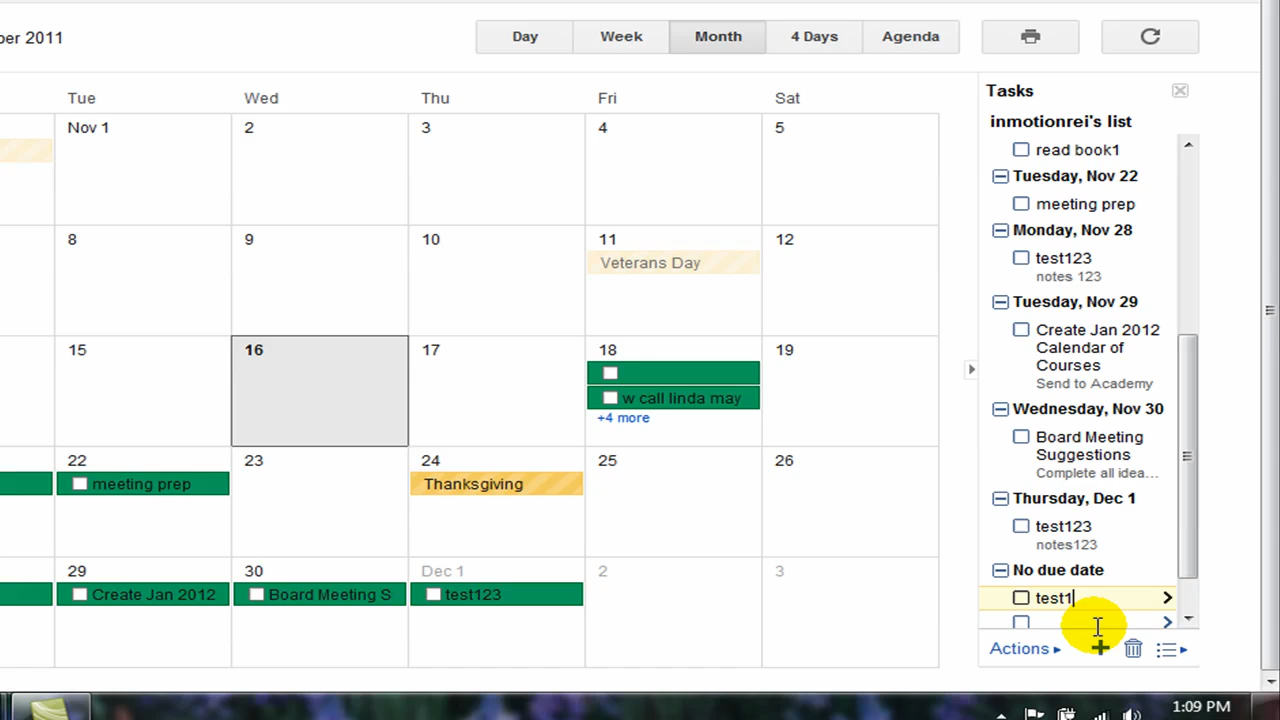 ber 2011
Day
Week
Month
4 Days
Agenda
Tue
Wed
Thu
Fri
Sat
Nov 1
2
3
4
5
8
9
10
11
12
Veterans Day
15
16
17
18
19
w call linda may
+4 more
22
23
24
25
26
meeting prep
Thanksgiving
29
30
Dec 1
2
3
Create Jan 2012
Board Meeting S
test123
Tasks
inmotionrei's list
read book1
Tuesday, Nov 22
meeting prep
Monday, Nov 28
test123
notes 123
Tuesday, Nov 29
Create Jan 2012
Calendar of
Courses
Send to Academy
Wednesday, Nov 30
Board Meeting
Suggestions
Complete all idea...
Thursday, Dec 1
test123
notes123
No due date
test1
Actions
1:09 PM